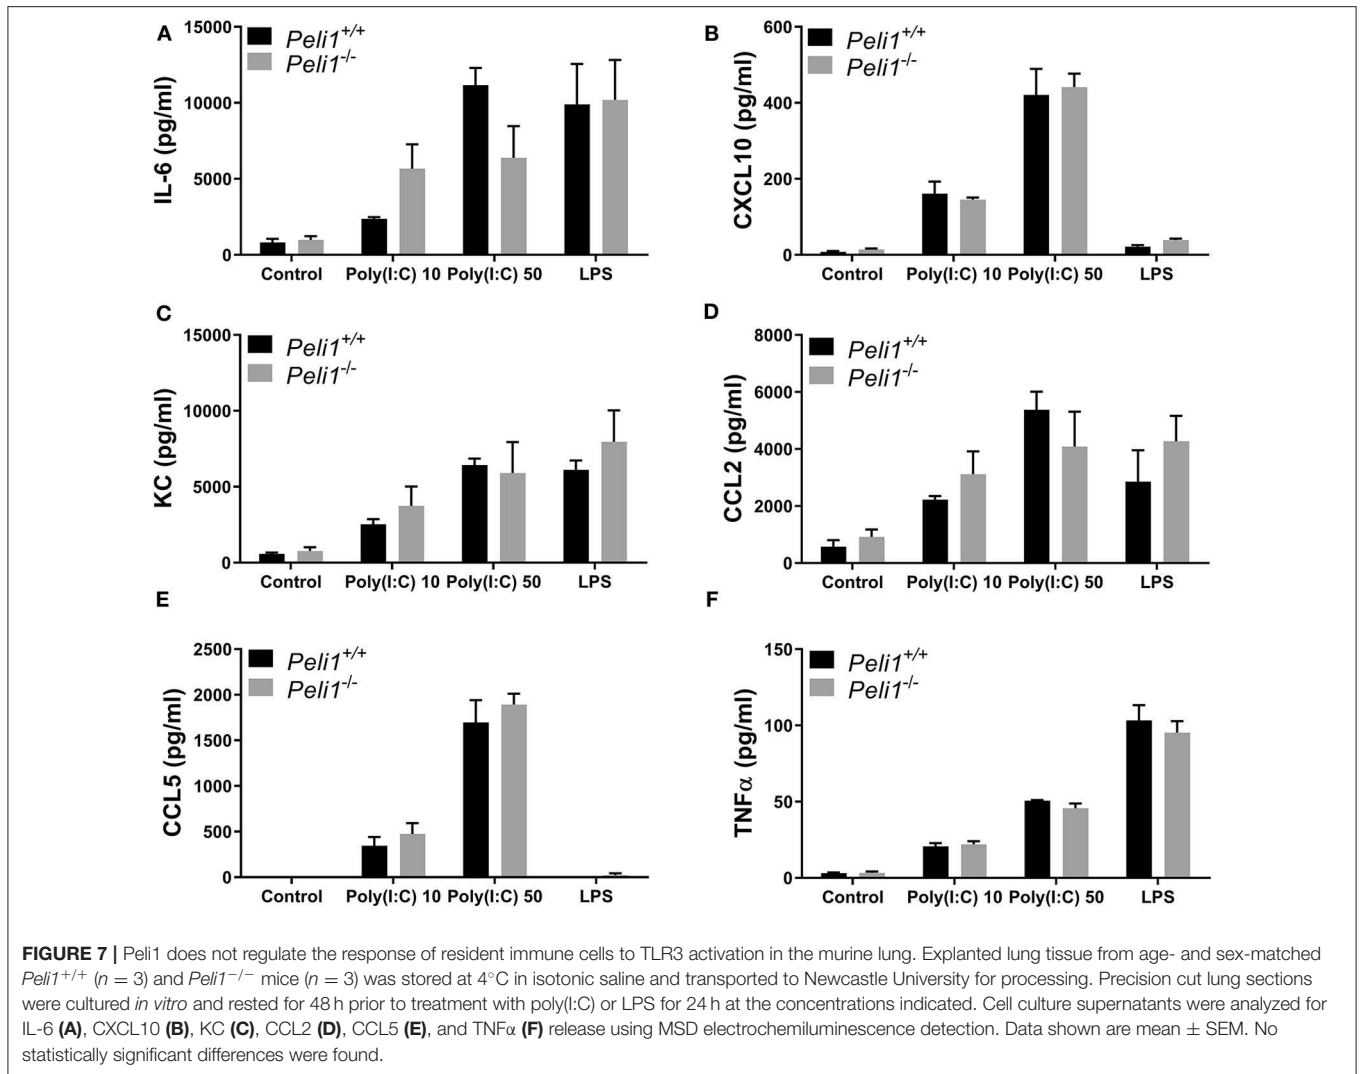 A
Peli1+/+
Peli1-/-
IL-6 (pg/ml)
15000
10000
5000
0
Control Poly(I:C) 10 Poly(I:C) 50 LPS
B
Peli1+/+
Peli1-/-
CXCL10 (pg/ml)
600
400
200
0
Control Poly(I:C) 10 Poly(I:C) 50 LPS
C
Peli1+/+
Peli1-/-
KC (pg/ml)
15000
10000
5000
0
Control Poly(I:C) 10 Poly(I:C) 50 LPS
D
Peli1+/+
Peli1-/-
CCL2 (pg/ml)
8000
6000
4000
2000
0
Control Poly(I:C) 10 Poly(I:C) 50 LPS
E
Peli1+/+
Peli1-/-
CCL5 (pg/ml)
2500
2000
1500
1000
500
0
Control Poly(I:C) 10 Poly(I:C) 50 LPS
F
Peli1+/+
Peli1-/-
TNFα (pg/ml)
150
100
50
0
Control Poly(I:C) 10 Poly(I:C) 50 LPS
FIGURE 7 | Peli1 does not regulate the response of resident immune cells to TLR3 activation in the murine lung. Explanted lung tissue from age- and sex-matched
Peli1+/+ (n = 3) and Peli1−/− mice (n = 3) was stored at 4°C in isotonic saline and transported to Newcastle University for processing. Precision cut lung sections
were cultured in vitro and rested for 48 h prior to treatment with poly(I:C) or LPS for 24 h at the concentrations indicated. Cell culture supernatants were analyzed for
IL-6 (A), CXCL10 (B), KC (C), CCL2 (D), CCL5 (E), and TNFα (F) release using MSD electrochemiluminescence detection. Data shown are mean ± SEM. No
statistically significant differences were found.